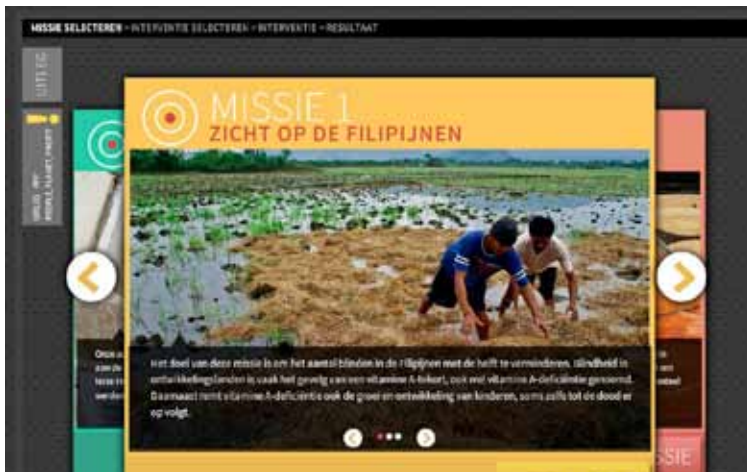 MISSIE SELECTEREN – INTERVENTIE SELECTEREN – INTERVENTIE – RESULTAAT
UITLEG
MISSIE 1
ZICHT OP DE FILIPIJNEN
Het doel van deze missie is om het aantal blinden in de Filipijnen met de helft te verminderen. Blindheid in
ontwikkelingslanden is vaak het gevolg van een vitamine A-tekort, ook wel vitamine A-deficiëntie genoemd.
Daarnaast remt vitamine A-deficiëntie ook de groei en ontwikkeling van kinderen, soms zelfs tot de dood er
op volgt.